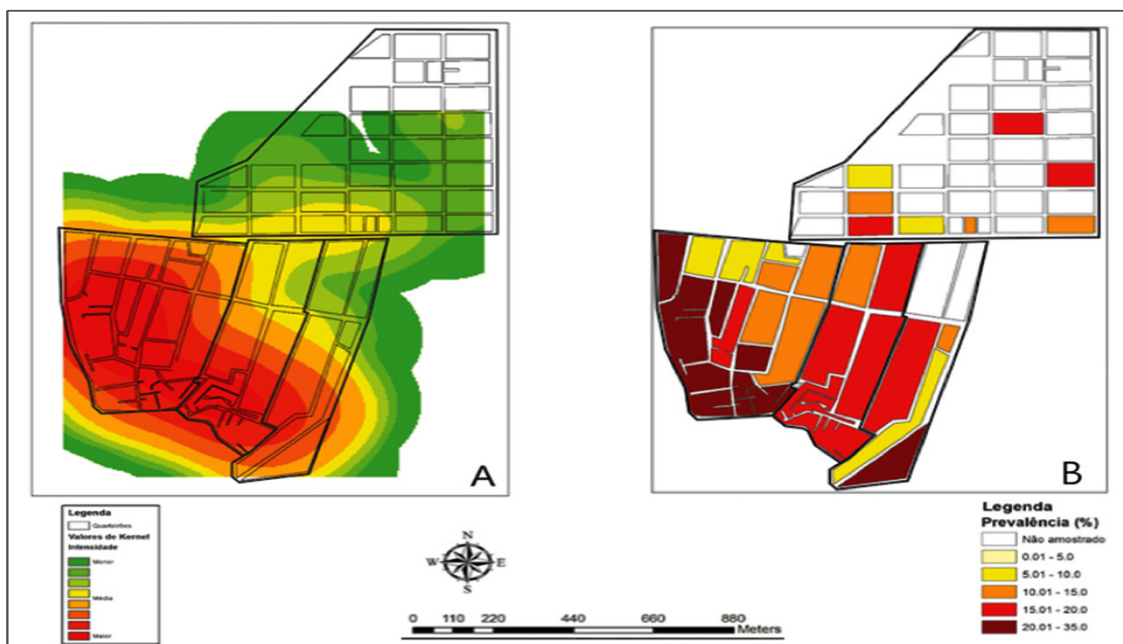 A
B
Legenda
Quarteirões
Valores de Kernel
Intensidade
Menor
Média
Maior
N
W E
S
0 110 220 440 660 880
Meters
Legenda
Prevalência (%)
Não amostrado
0.01 - 5.0
5.01 - 10.0
10.01 - 15.0
15.01 - 20.0
20.01 - 35.0